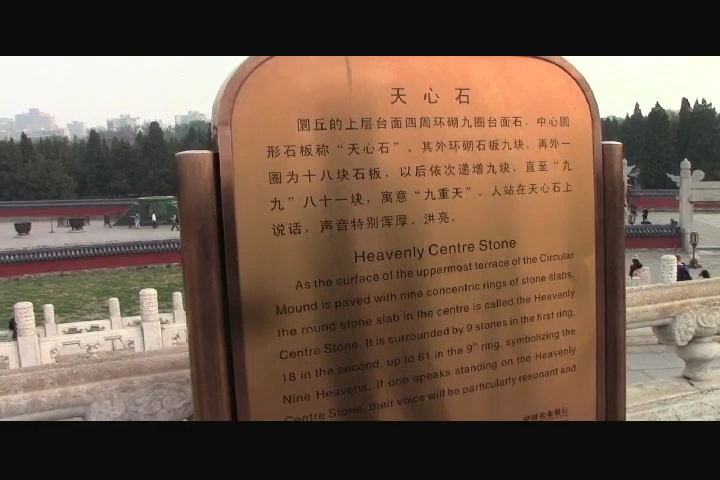 天心石
圜丘的上层台面四周环砌九圈台面石、中心圆
形石板称“天心石”。其外环砌石板九块，再外一
圈为十八块石板，以后依次递增九块，直至“九
九”八十一块，寓意“九重天”。人站在天心石上
说话，声音特别浑厚、洪亮。
Heavenly Centre Stone
As the surface of the uppermost terrace of the Circular
Mound is paved with nine concentric rings of stone slabs,
the round stone slab in the centre is called the Heavenly
Centre Stone. It is surrounded by 9 stones in the first ring,
18 in the second, up to 81 in the 9th ring, symbolizing the
Nine Heavens. If one speaks standing on the Heavenly
Centre Stone, their voice will be particularly resonant and
中国农业银行